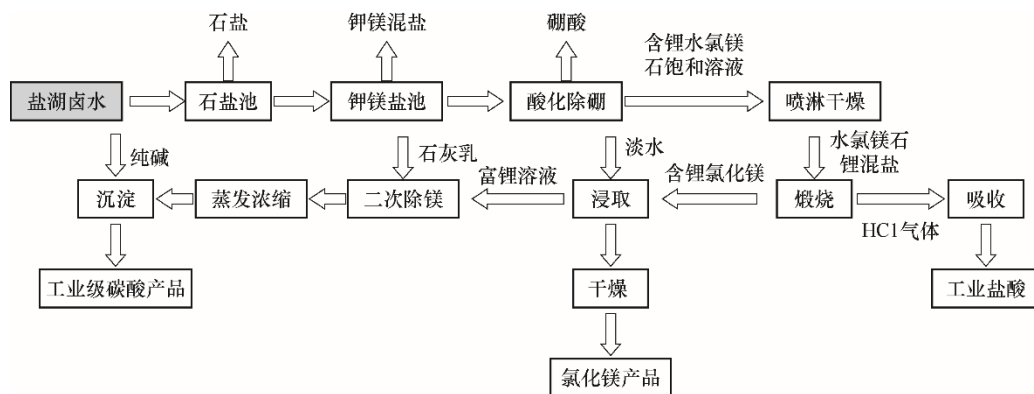 石盐
钾镁混盐
硼酸
含锂水氯镁
石饱和溶液
盐湖卤水
石盐池
钾镁盐池
酸化除硼
喷淋干燥
纯碱
石灰乳
淡水
水氯镁石
锂混盐
沉淀
蒸发浓缩
二次除镁
富锂溶液
浸取
含锂氯化镁
煅烧
吸收
HC1气体
工业级碳酸产品
干燥
工业盐酸
氯化镁产品